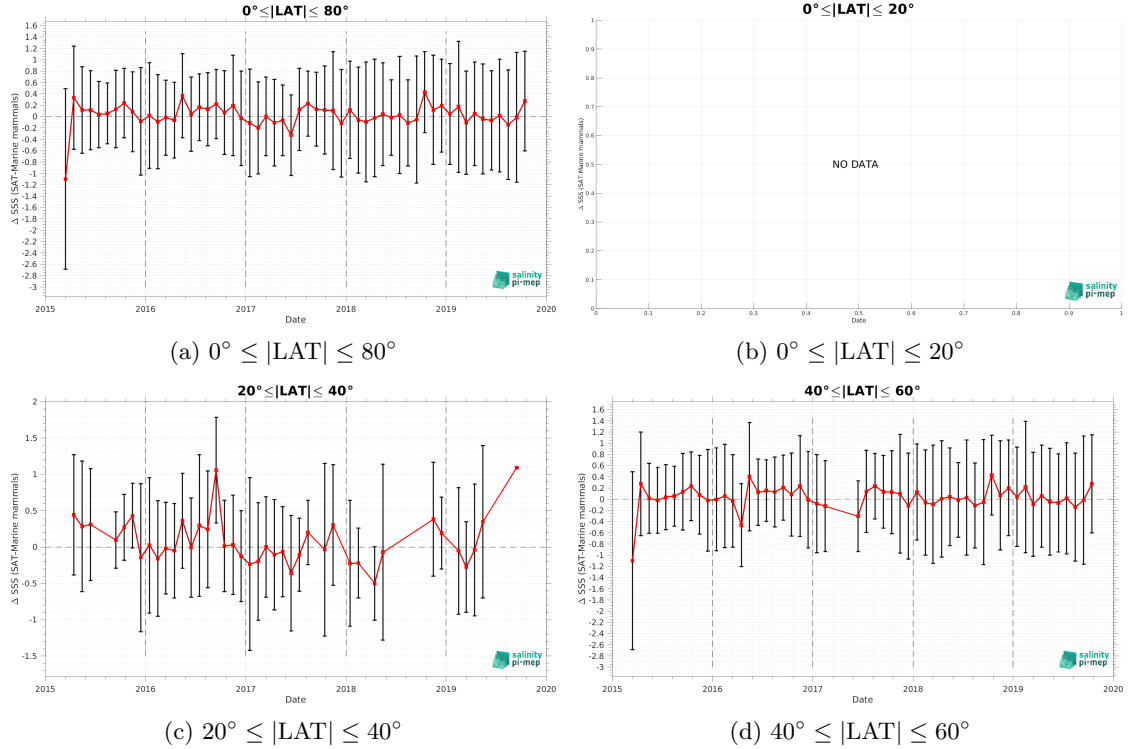 0°≤|LAT|≤ 80°
1.6
1.4
1.2
1
0.8
0.6
0.4
0.2
0
-0.2
-0.4
-0.6
-0.8
-1
-1.2
-1.4
-1.6
-1.8
-2
-2.2
-2.4
-2.6
-2.8
-3
Δ SSS (SAT-Marine mammals)
salinity
pi-mep
2015 2016 2017 2018 2019 2020
Date
(a) 0° ≤ |LAT| ≤ 80°
0°≤|LAT|≤ 20°
1
0.9
0.8
0.7
0.6
0.5
0.4
0.3
0.2
0.1
0
Δ SSS (SAT-Marine mammals)
NO DATA
salinity
pi-mep
0 0.1 0.2 0.3 0.4 0.5 0.6 0.7 0.8 0.9 1
Date
(b) 0° ≤ |LAT| ≤ 20°
20°≤|LAT|≤ 40°
2
1.5
1
0.5
0
-0.5
-1
-1.5
Δ SSS (SAT-Marine mammals)
salinity
pi-mep
2015 2016 2017 2018 2019 2020
Date
(c) 20° ≤ |LAT| ≤ 40°
40°≤|LAT|≤ 60°
1.6
1.4
1.2
1
0.8
0.6
0.4
0.2
0
-0.2
-0.4
-0.6
-0.8
-1
-1.2
-1.4
-1.6
-1.8
-2
-2.2
-2.4
-2.6
-2.8
-3
Δ SSS (SAT-Marine mammals)
salinity
pi-mep
2015 2016 2017 2018 2019 2020
Date
(d) 40° ≤ |LAT| ≤ 60°